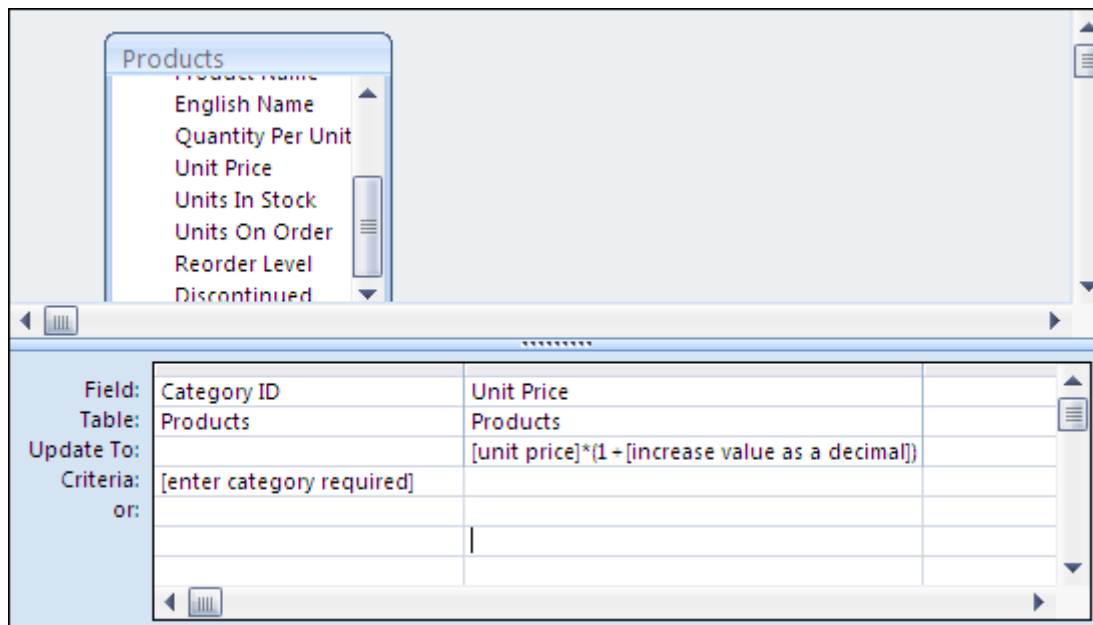 Products
Product Name
English Name
Quantity Per Unit
Unit Price
Units In Stock
Units On Order
Reorder Level
Discontinued
Field: Category ID Unit Price
Table: Products Products
Update To: [unit price]*(1+[increase value as a decimal])
Criteria: [enter category required]
or: